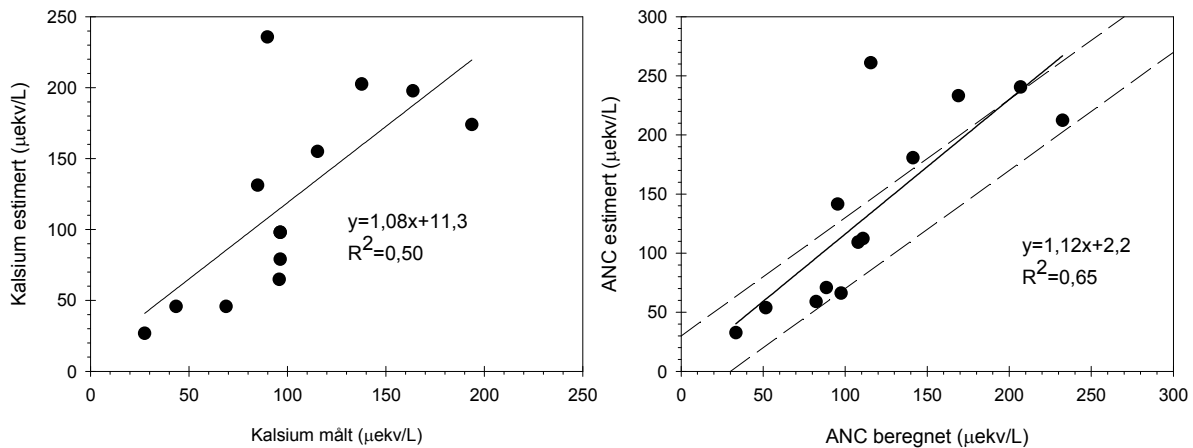 250
200
150
100
50
0
Kalsium estimert (µekv/L)
y=1,08x+11,3
R²=0,50
0 50 100 150 200 250
Kalsium målt (µekv/L)
300
250
200
150
100
50
0
ANC estimert (µekv/L)
y=1,12x+2,2
R²=0,65
0 50 100 150 200 250 300
ANC beregnet (µekv/L)